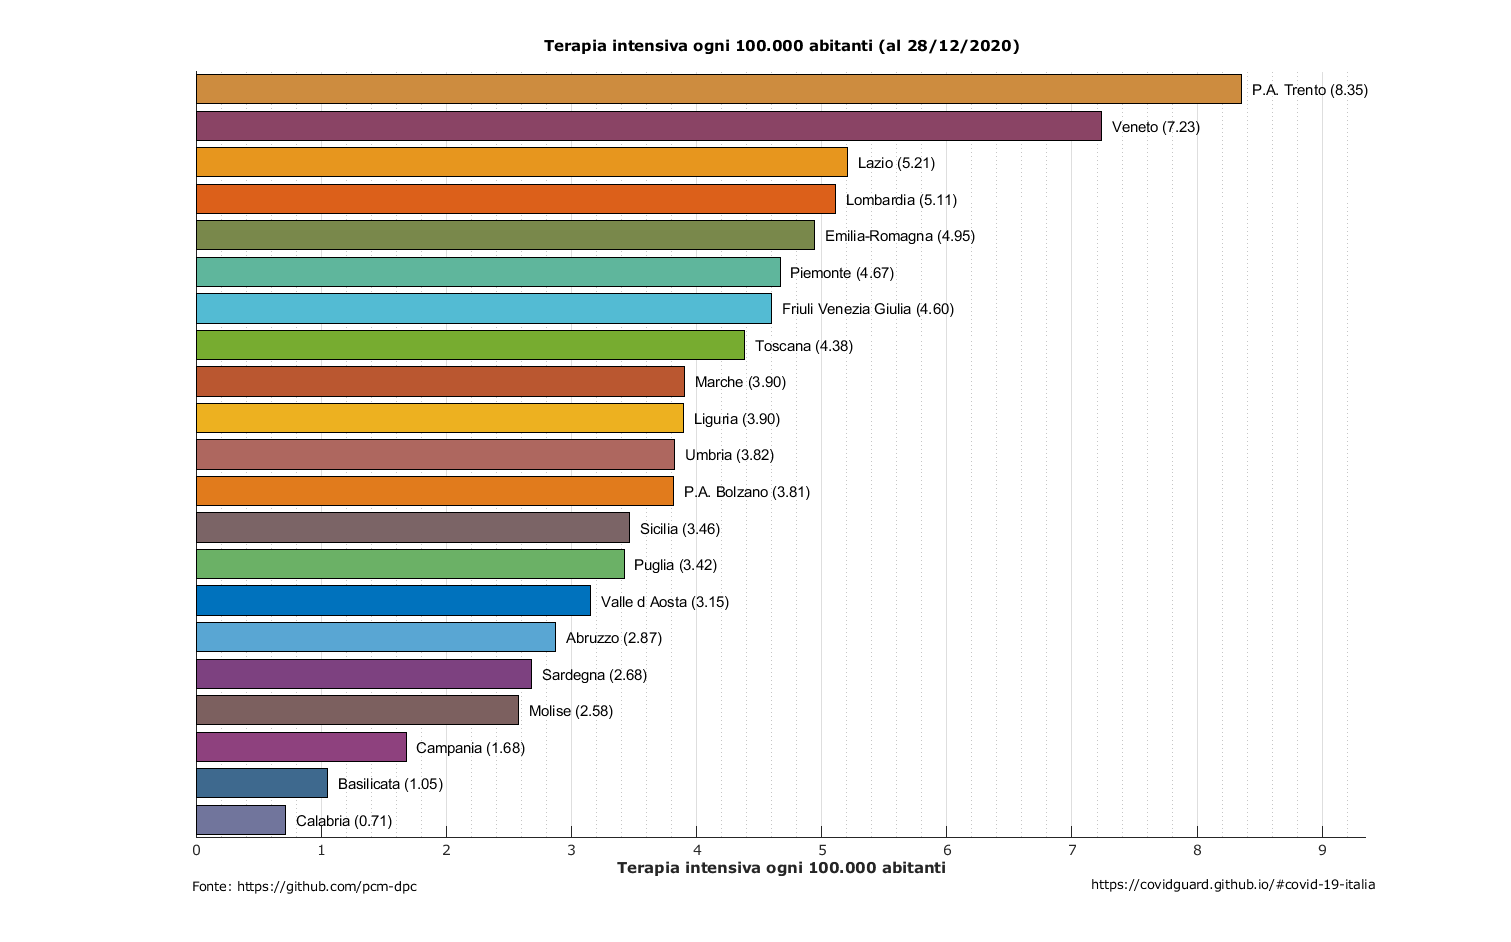 Terapia intensiva ogni 100.000 abitanti (al 28/12/2020)
P.A. Trento (8.35)
Veneto (7.23)
Lazio (5.21)
Lombardia (5.11)
Emilia-Romagna (4.95)
Piemonte (4.67)
Friuli Venezia Giulia (4.60)
Toscana (4.38)
Marche (3.90)
Liguria (3.90)
Umbria (3.82)
P.A. Bolzano (3.81)
Sicilia (3.46)
Puglia (3.42)
Valle d Aosta (3.15)
Abruzzo (2.87)
Sardegna (2.68)
Molise (2.58)
Campania (1.68)
Basilicata (1.05)
Calabria (0.71)
0 1 2 3 4 5 6 7 8 9
Terapia intensiva ogni 100.000 abitanti
Fonte: https://github.com/pcm-dpc
https://covidguard.github.io/#covid-19-italia